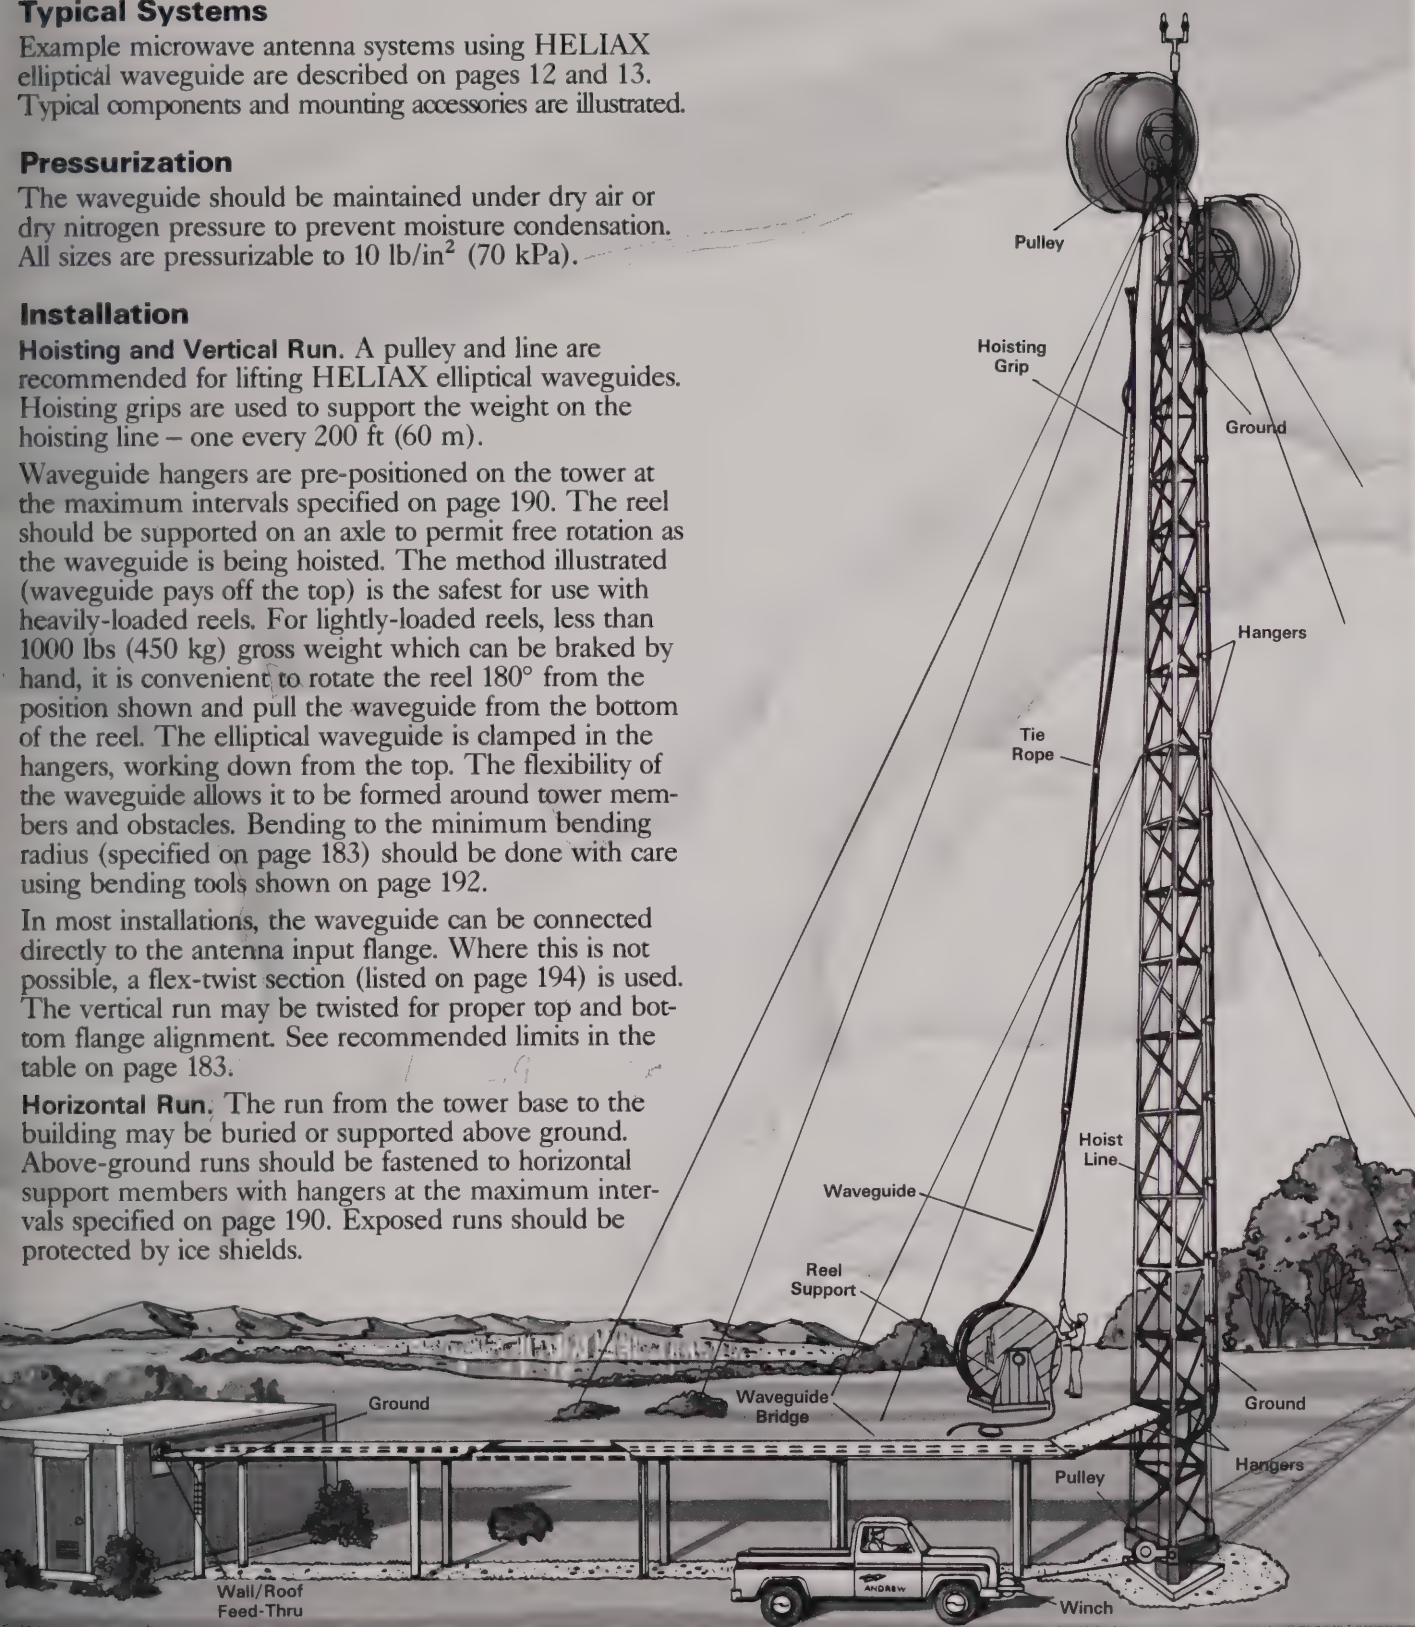 Typical Systems
Example microwave antenna systems using HELIAX
elliptical waveguide are described on pages 12 and 13.
Typical components and mounting accessories are illustrated.
Pressurization
The waveguide should be maintained under dry air or
dry nitrogen pressure to prevent moisture condensation.
All sizes are pressurizable to 10 lb/in² (70 kPa).
Installation
Hoisting and Vertical Run. A pulley and line are
recommended for lifting HELIAX elliptical waveguides.
Hoisting grips are used to support the weight on the
hoisting line – one every 200 ft (60 m).
Waveguide hangers are pre-positioned on the tower at
the maximum intervals specified on page 190. The reel
should be supported on an axle to permit free rotation as
the waveguide is being hoisted. The method illustrated
(waveguide pays off the top) is the safest for use with
heavily-loaded reels. For lightly-loaded reels, less than
1000 lbs (450 kg) gross weight which can be braked by
hand, it is convenient to rotate the reel 180° from the
position shown and pull the waveguide from the bottom
of the reel. The elliptical waveguide is clamped in the
hangers, working down from the top. The flexibility of
the waveguide allows it to be formed around tower mem-
bers and obstacles. Bending to the minimum bending
radius (specified on page 183) should be done with care
using bending tools shown on page 192.
In most installations, the waveguide can be connected
directly to the antenna input flange. Where this is not
possible, a flex-twist section (listed on page 194) is used.
The vertical run may be twisted for proper top and bot-
tom flange alignment. See recommended limits in the
table on page 183.
Horizontal Run. The run from the tower base to the
building may be buried or supported above ground.
Above-ground runs should be fastened to horizontal
support members with hangers at the maximum inter-
vals specified on page 190. Exposed runs should be
protected by ice shields.
Pulley
Hoisting
Grip
Ground
Hangers
Tie
Rope
Hoist
Line
Waveguide
Reel
Support
Ground
Waveguide
Bridge
Ground
Hangers
Pulley
ANDREW
Wall/Roof
Feed-Thru
Winch